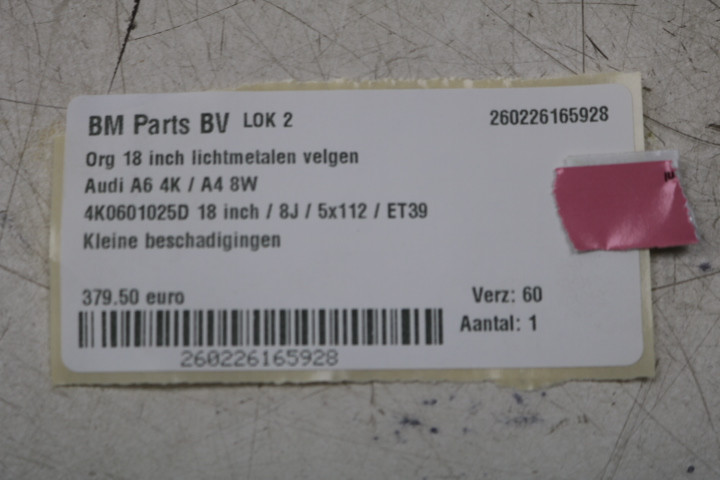 BM Parts BV LOK 2 260226165928
Org 18 inch lichtmetalen velgen
Audi A6 4K / A4 8W
4K0601025D 18 inch / 8J / 5x112 / ET39
Kleine beschadigingen
379.50 euro Verz: 60
Aantal: 1
260226165928